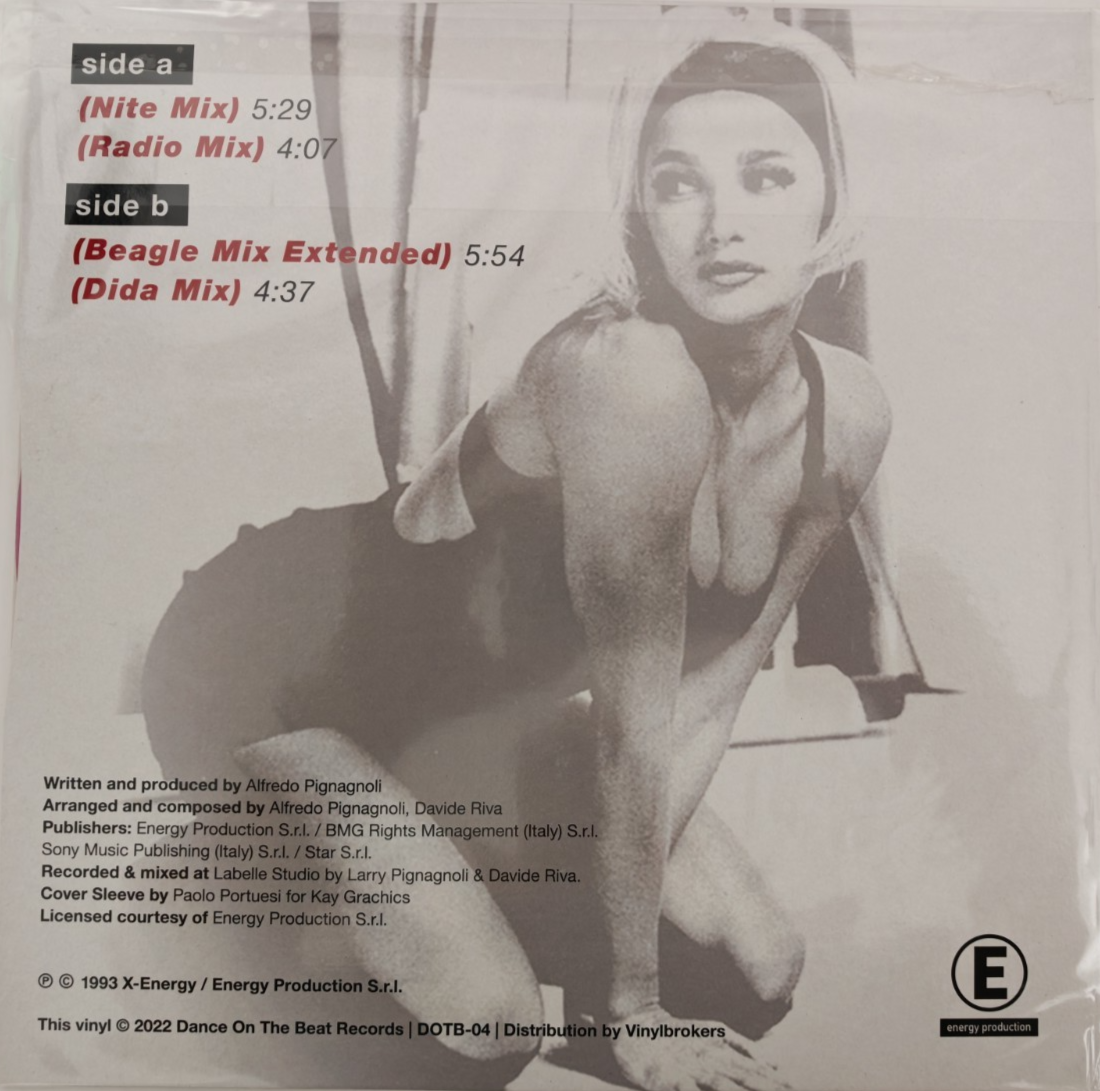 side a
(Nite Mix) 5:29
(Radio Mix) 4:07
side b
(Beagle Mix Extended) 5:54
(Dida Mix) 4:37
Written and produced by Alfredo Pignagnoli
Arranged and composed by Alfredo Pignagnoli, Davide Riva
Publishers: Energy Production S.r.l. / BMG Rights Management (Italy) S.r.l.
Sony Music Publishing (Italy) S.r.l. / Star S.r.l.
Recorded & mixed at Labelle Studio by Larry Pignagnoli & Davide Riva.
Cover Sleeve by Paolo Portuesi for Kay Grachics
Licensed courtesy of Energy Production S.r.l.
℗ © 1993 X-Energy / Energy Production S.r.l.
This vinyl © 2022 Dance On The Beat Records | DOTB-04 | Distribution by Vinylbrokers
E
energy production